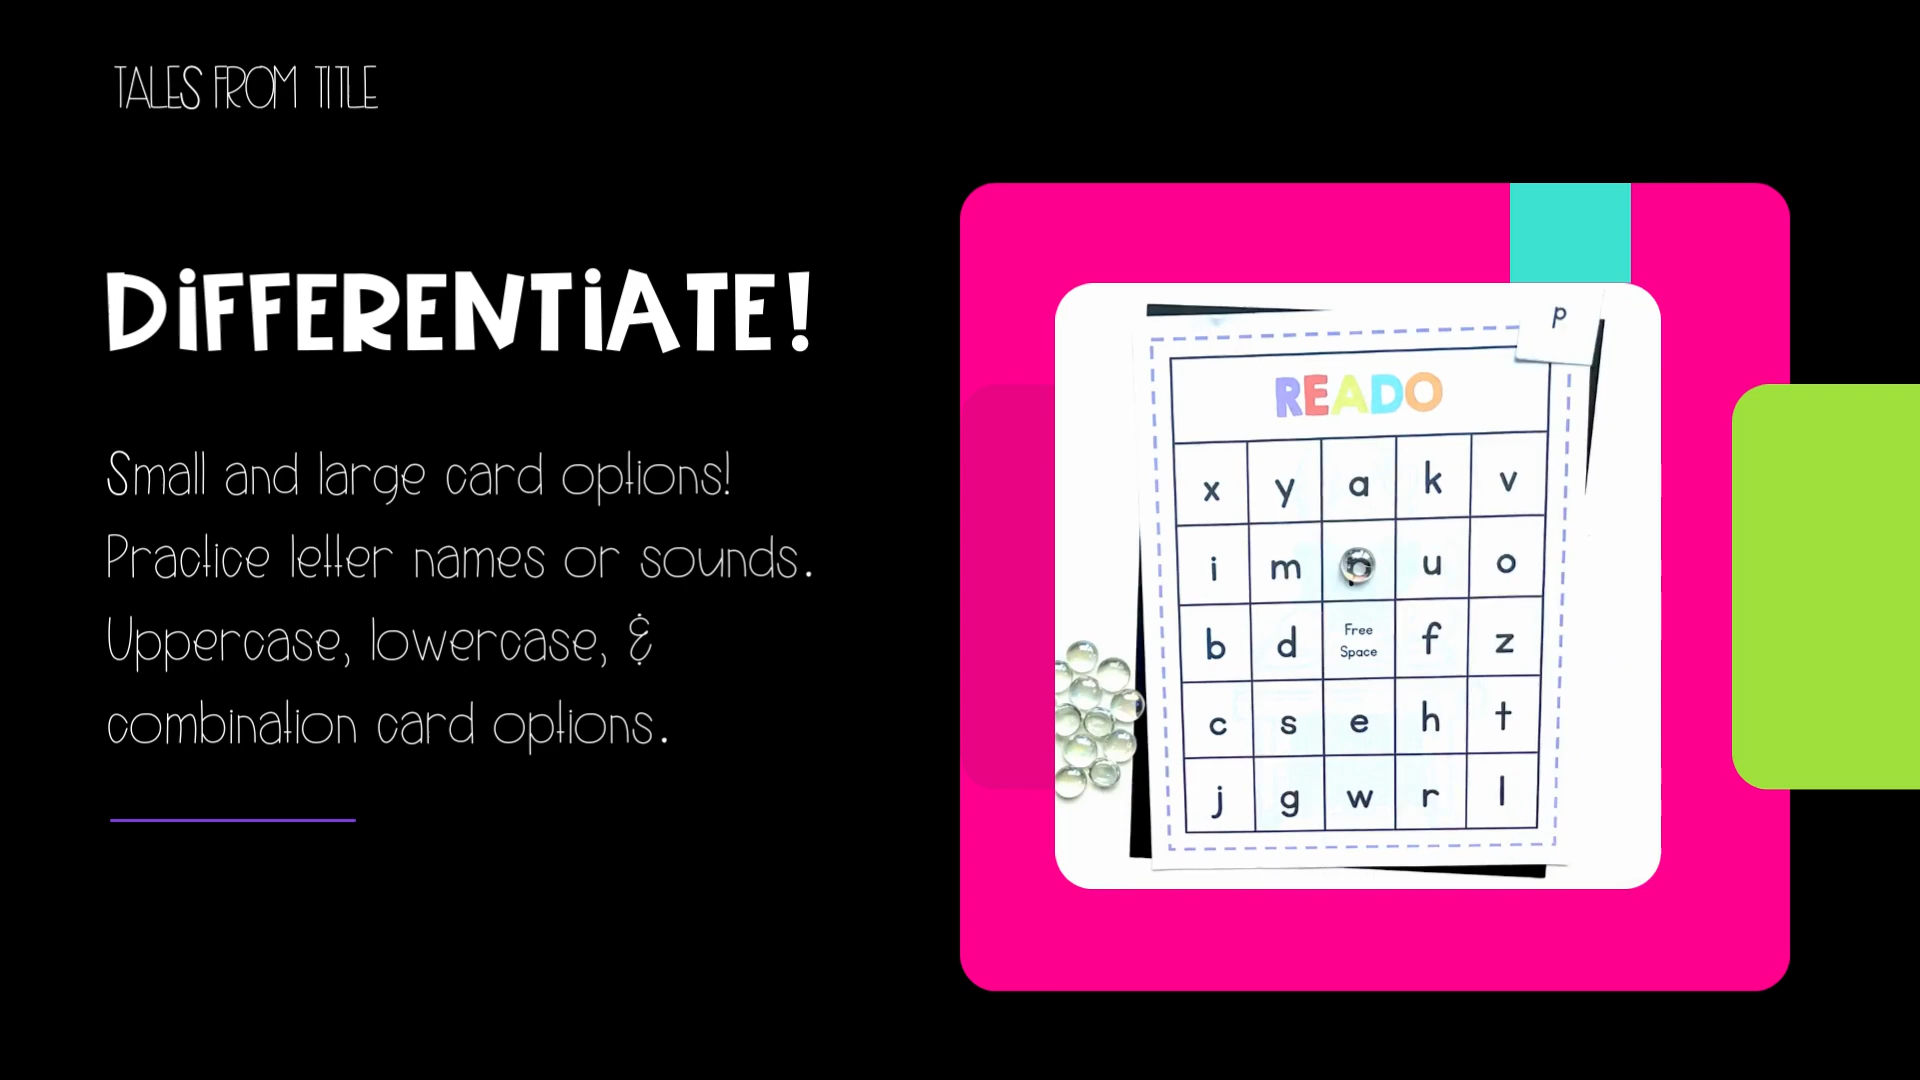 TALES FROM TITLE
DiFFERENTiATE!
Small and large card options!
Practice letter names or sounds.
Uppercase, lowercase, &
combination card options.
p
READO
x y a k v
i m p u o
b d Free Space f z
c s e h t
j g w r l